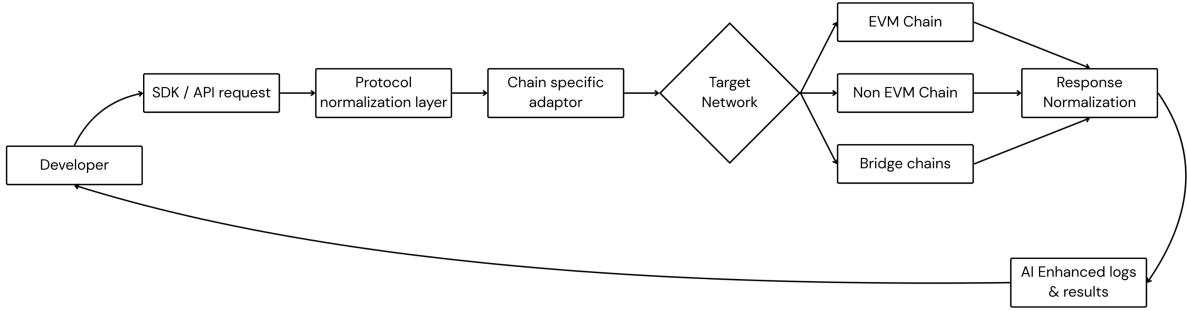 Developer
SDK / API request
Protocol
normalization layer
Chain specific
adaptor
Target
Network
EVM Chain
Non EVM Chain
Bridge chains
Response
Normalization
AI Enhanced logs
& results